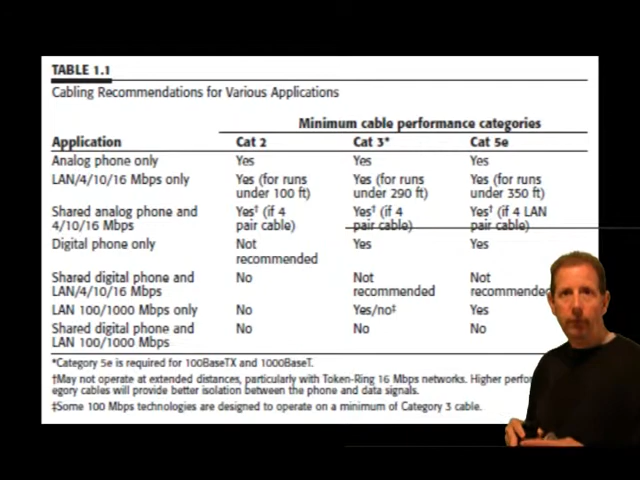 TABLE 1.1
Cabling Recommendations for Various Applications
Minimum cable performance categories
Application Cat 2 Cat 3* Cat 5e
Analog phone only Yes Yes Yes
LAN/4/10/16 Mbps only Yes (for runs Yes (for runs Yes (for runs
under 100 ft) under 290 ft) under 350 ft)
Shared analog phone and Yes† (if 4 Yes† (if 4 Yes† (if 4 LAN
4/10/16 Mbps pair cable) pair cable) pair cable)
Digital phone only Not Yes Yes
recommended
Shared digital phone and No Not Not
LAN/4/10/16 Mbps recommended recommended
LAN 100/1000 Mbps only No Yes/no‡ Yes
Shared digital phone and No No No
LAN 100/1000 Mbps
*Category 5e is required for 100BaseTX and 1000BaseT.
†May not operate at extended distances, particularly with Token-Ring 16 Mbps networks. Higher
egory cables will provide better isolation between the phone and data signals.
‡Some 100 Mbps technologies are designed to operate on a minimum of Category 3 cable.